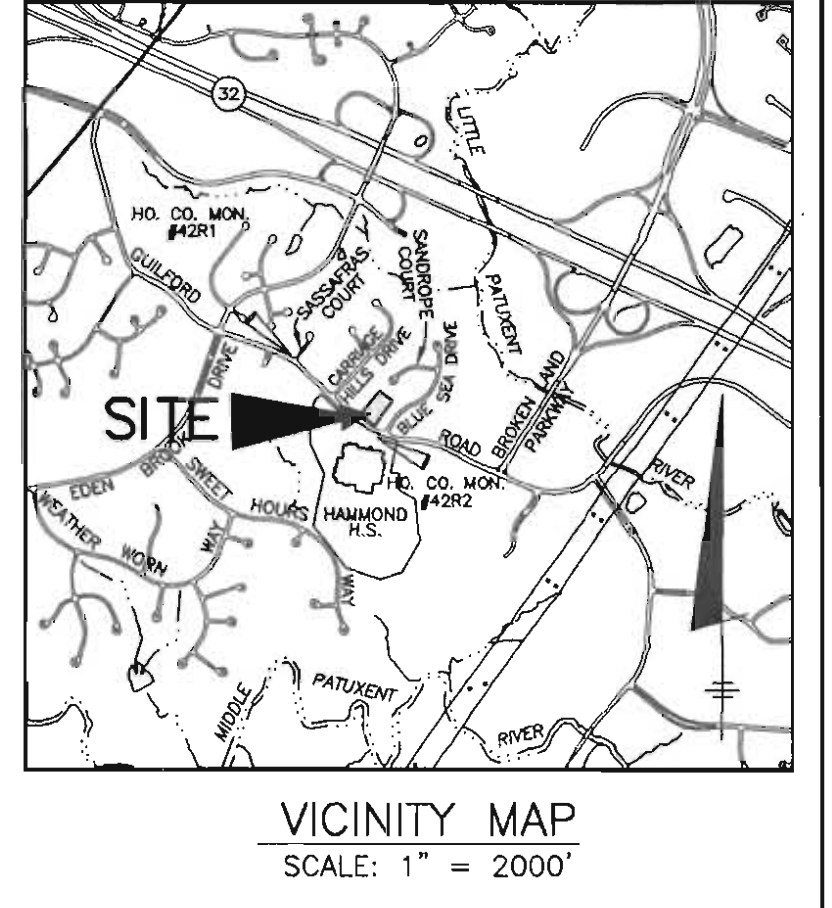 32
LITTLE
PATUXENT
RIVER
HO. CO. MON.
#42R1
GUILFORD
SASSAFRAS
COURT
SANDROPE
COURT
CARRIAGE
HILLS DRIVE
BLUE SEA DRIVE
DRIVE
SITE
ROAD
BROKEN LAND
PARKWAY
HO. CO. MON.
#42R2
HAMMOND
H.S.
EDEN
BROOK
SWEET
HOURS
WAY
WEATHER
WORN
WAY
MIDDLE
PATUXENT
RIVER
VICINITY MAP
SCALE: 1" = 2000'